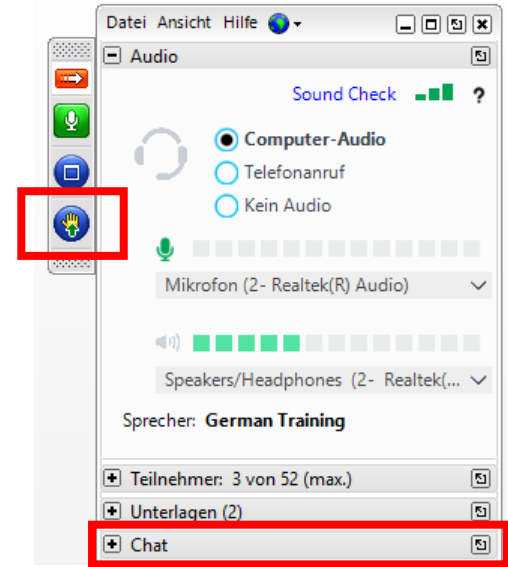 Datei Ansicht Hilfe
Audio
Sound Check ?
Computer-Audio
Telefonanruf
Kein Audio
Mikrofon (2- Realtek(R) Audio)
Speakers/Headphones (2- Realtek(...
Sprecher: German Training
Teilnehmer: 3 von 52 (max.)
Unterlagen (2)
Chat